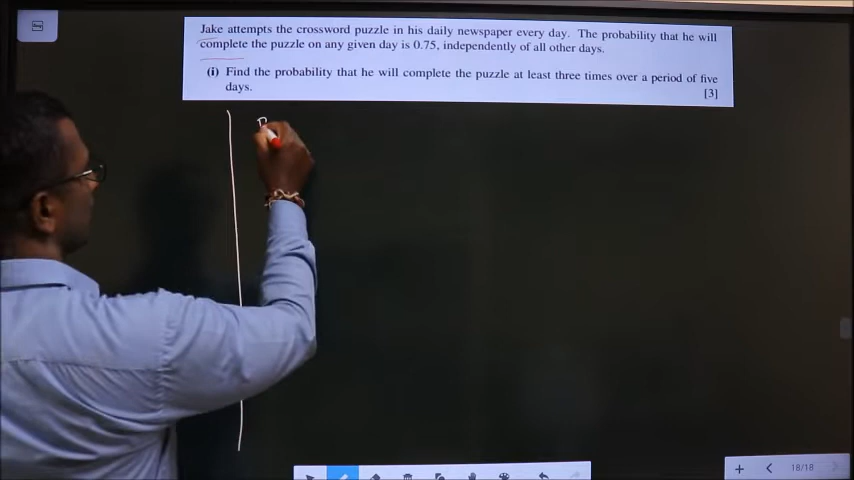 Jake attempts the crossword puzzle in his daily newspaper every day. The probability that he will
complete the puzzle on any given day is 0.75, independently of all other days.
(i) Find the probability that he will complete the puzzle at least three times over a period of five
days.
[3]
18/18